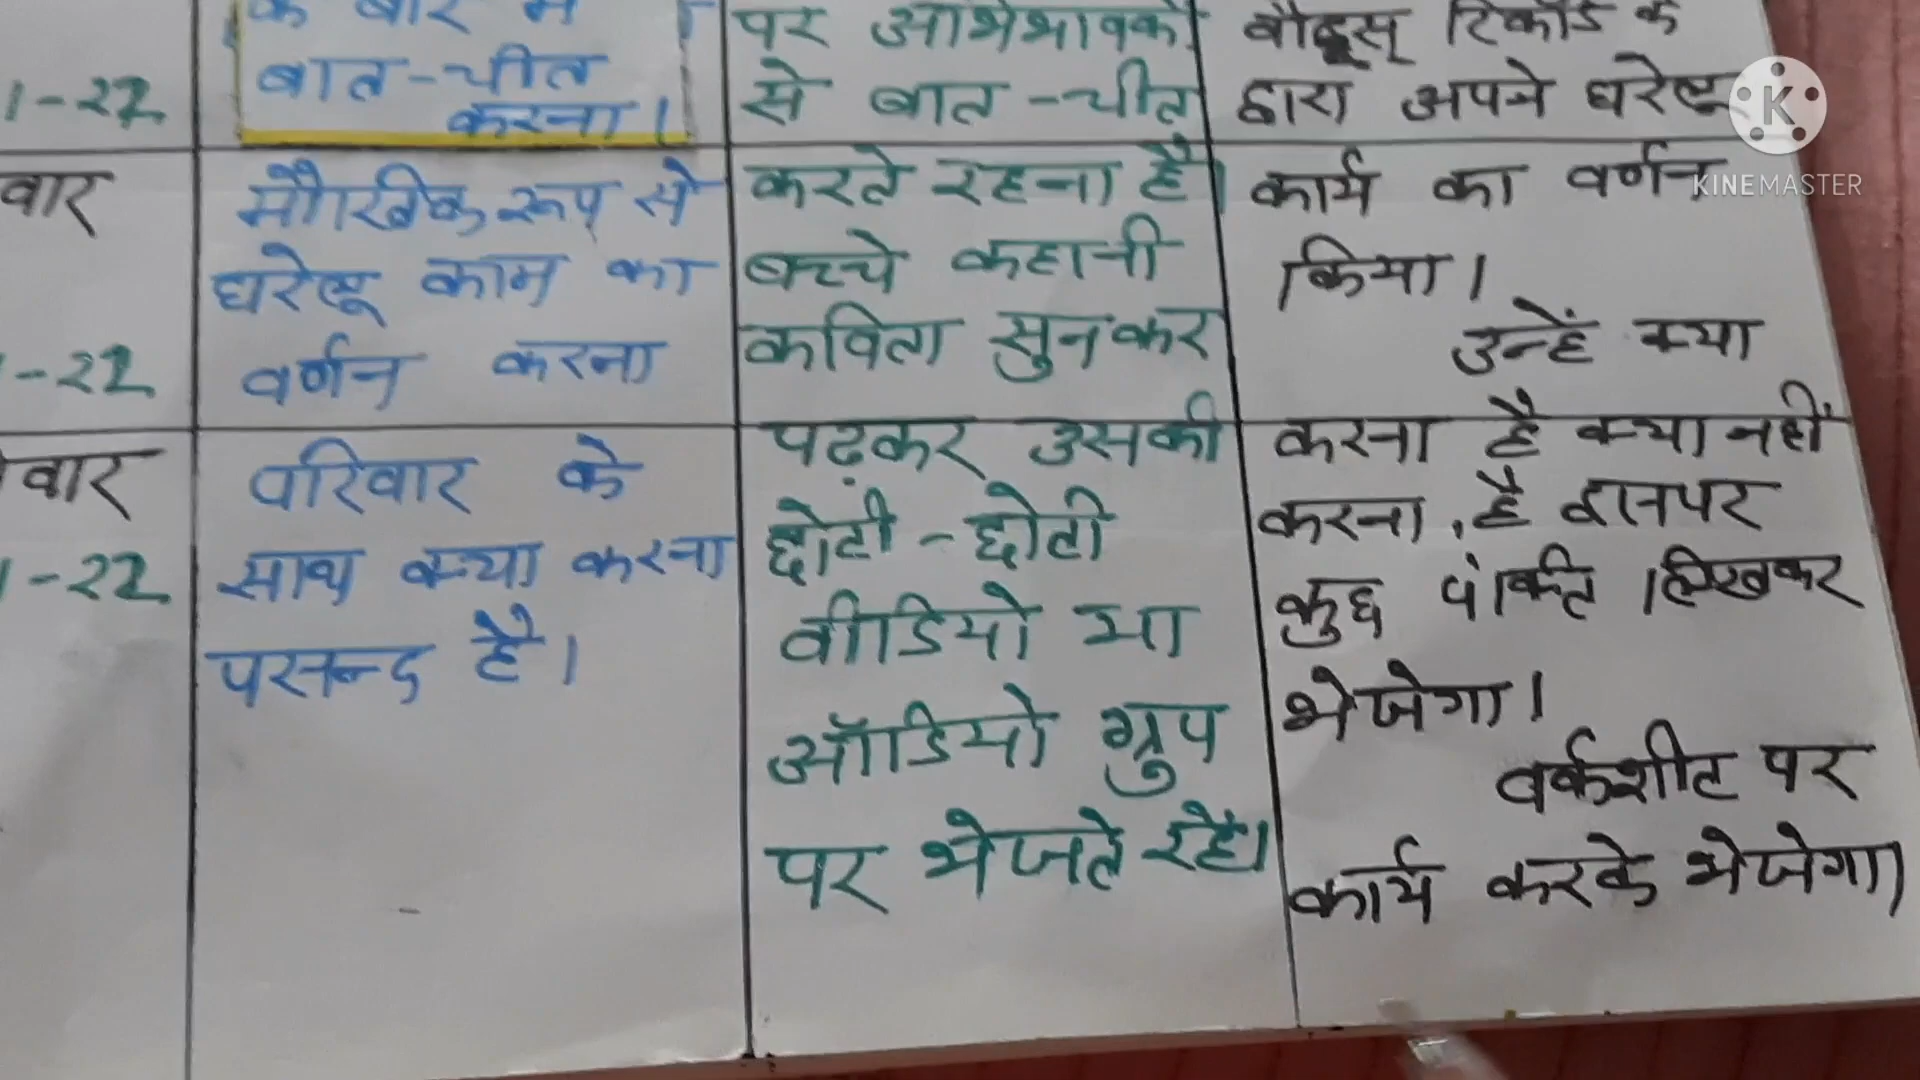 के बारे में
बात-चीत
करना।
1-22
पर अभिभावको
से बात-चीत
करते रहना है।
बच्चे कहानी
कविता सुनकर
पढ़कर उसकी
छोटी-छोटी
वीडियो या
ऑडियो ग्रुप
पर भेजते रहें।
रिकॉर्ड के
द्वारा अपने घरेलू
कार्य का वर्णन
किया।
उन्हें क्या
करना है क्या नहीं
करना है
कुछ पंक्ति लिखकर
भेजेगा।
वर्कशीट पर
कार्य करके भेजेगा।
वार
मौखिक रूप से
घरेलू काम का
वर्णन करना
-22
वार
परिवार के
साथ क्या करना
पसन्द है।
1-22
K
KINEMASTER